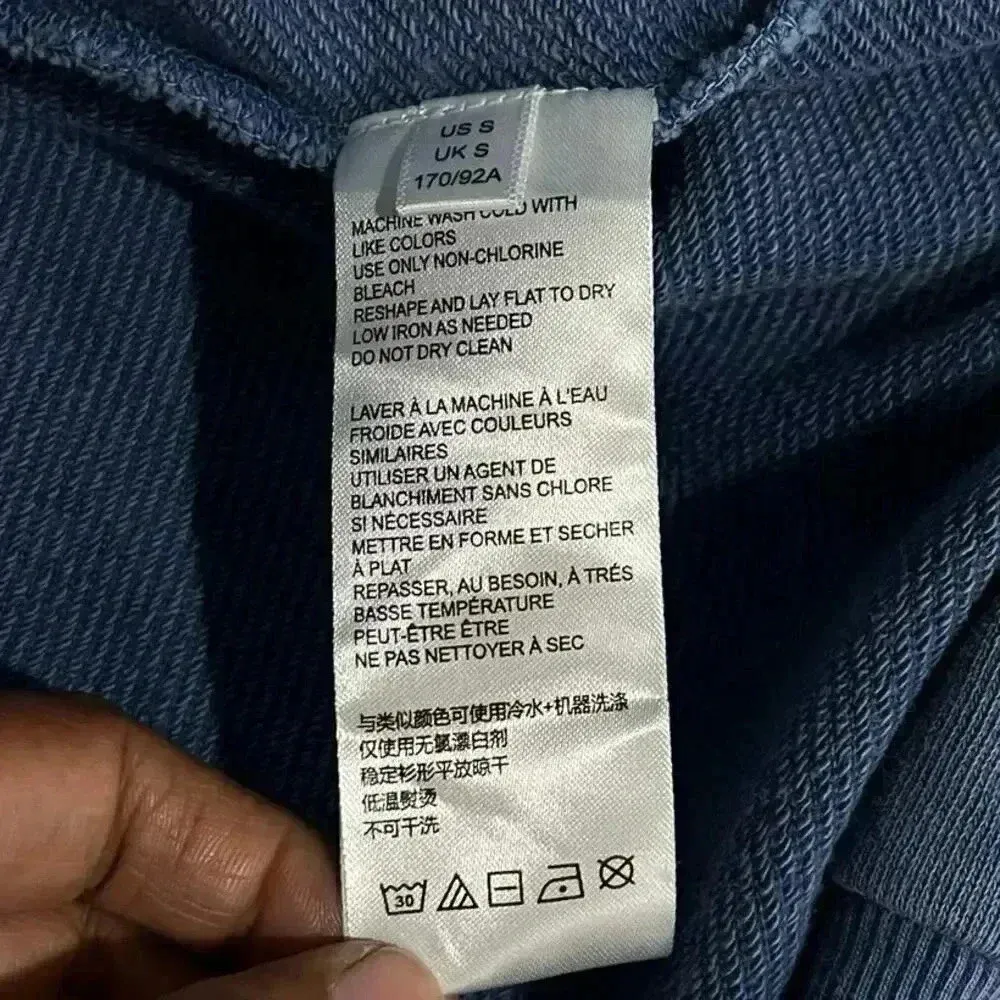 US S
UK S
170/92A
MACHINE WASH COLD WITH
LIKE COLORS
USE ONLY NON-CHLORINE
BLEACH
RESHAPE AND LAY FLAT TO DRY
LOW IRON AS NEEDED
DO NOT DRY CLEAN
LAVER À LA MACHINE À L'EAU
FROIDE AVEC COULEURS
SIMILAIRES
UTILISER UN AGENT DE
BLANCHIMENT SANS CHLORE
SI NÉCESSAIRE
METTRE EN FORME ET SECHER
À PLAT
REPASSER, AU BESOIN, À TRÉS
BASSE TEMPÉRATURE
PEUT-ÊTRE ÊTRE
NE PAS NETTOYER À SEC
与类似颜色可使用冷水+机器洗涤
仅使用无氯漂白剂
稳定衫形平放晾干
低温熨烫
不可干洗
30